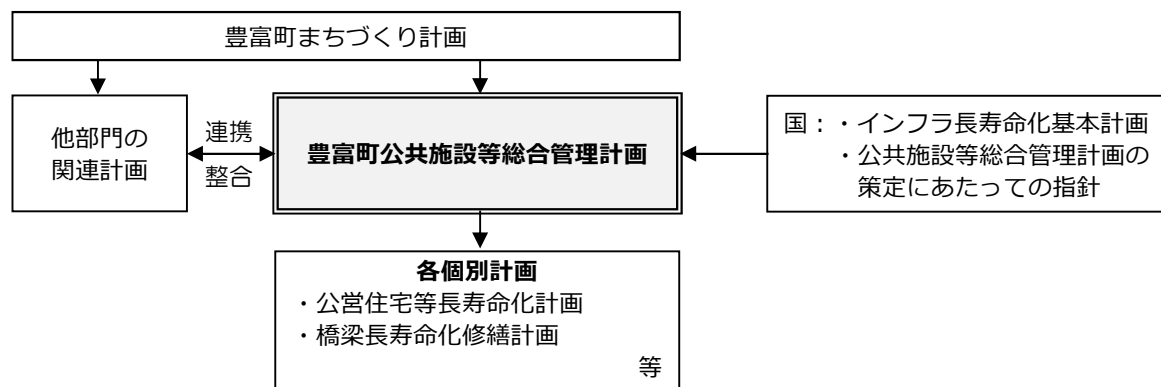 豊富町まちづくり計画
他部門の
関連計画
連携
整合
豊富町公共施設等総合管理計画
国：・インフラ長寿命化基本計画
・公共施設等総合管理計画の
策定にあたっての指針
各個別計画
・公営住宅等長寿命化計画
・橋梁長寿命化修繕計画
等